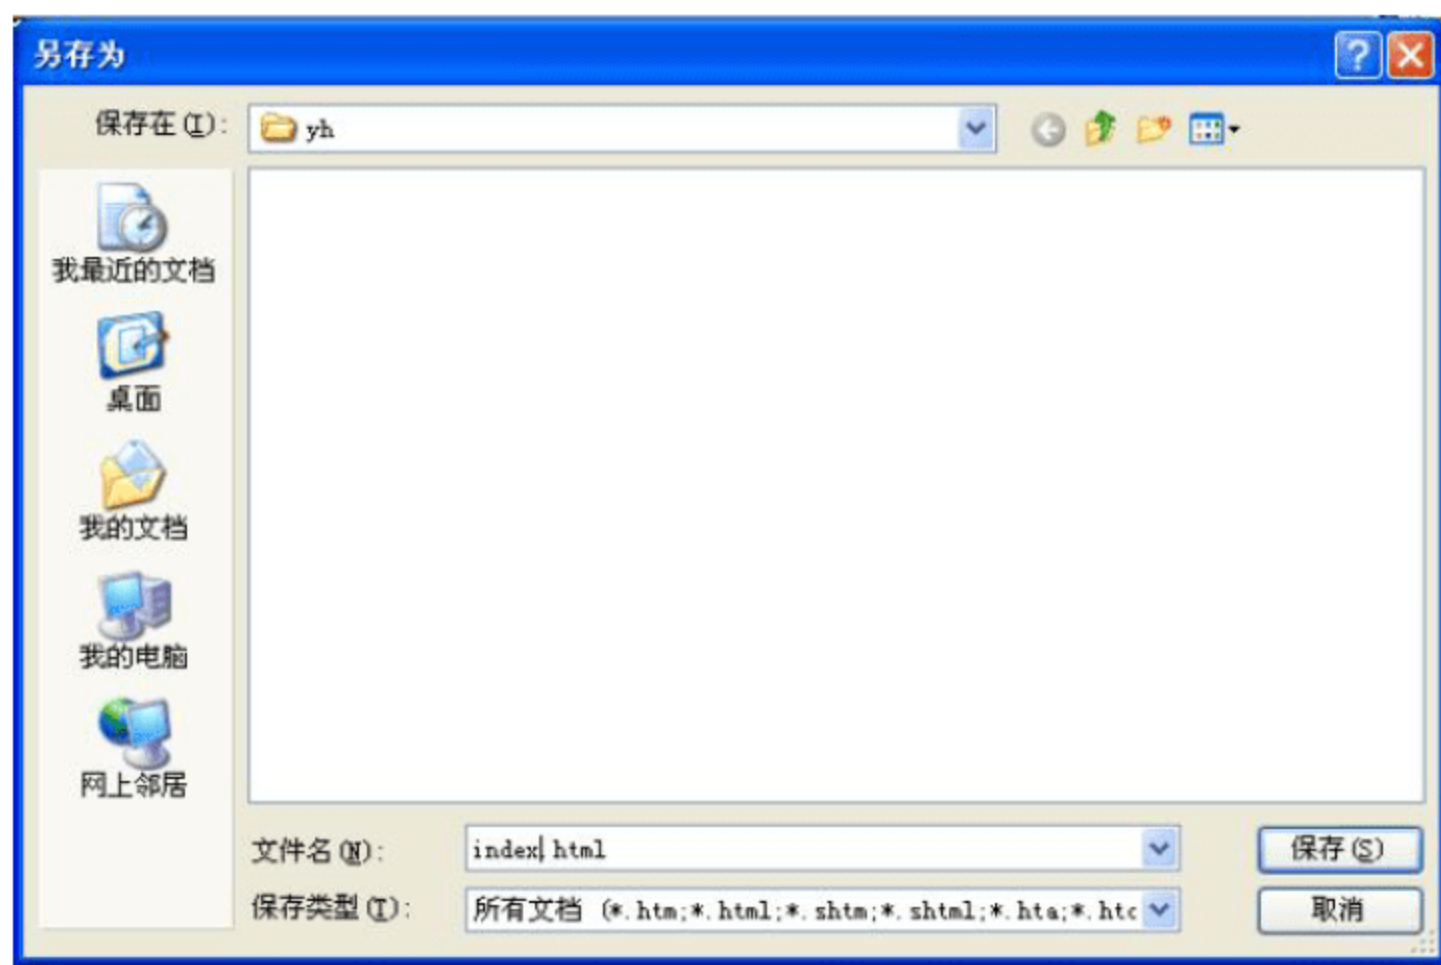 另存为
保存在(I):
yh
我最近的文档
桌面
我的文档
我的电脑
网上邻居
文件名(N):
index.html
保存(S)
保存类型(T):
所有文档 (*.htm;*.html;*.shtm;*.shtml;*.hta;*.htc
取消